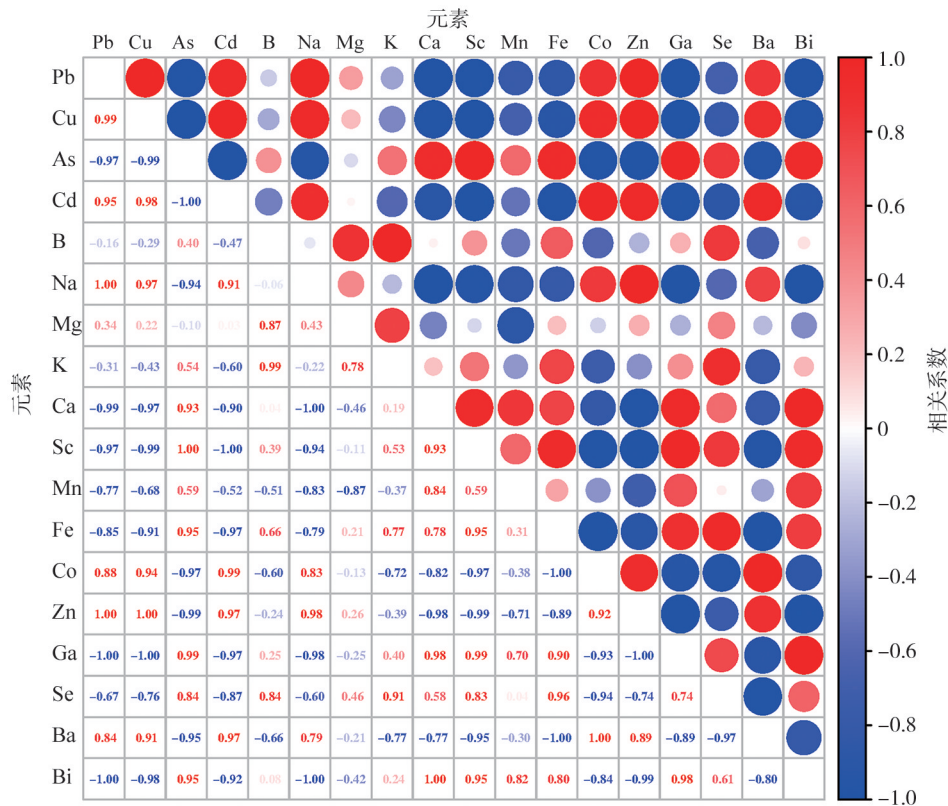 元素
Pb Cu As Cd B Na Mg K Ca Sc Mn Fe Co Zn Ga Se Ba Bi
元素
Pb
Cu 0.99
As −0.97 −0.99
Cd 0.95 0.98 −1.00
B −0.16 −0.29 0.40 −0.47
Na 1.00 0.97 −0.94 0.91 −0.06
Mg 0.34 0.22 −0.10 0.03 0.87 0.43
K −0.31 −0.43 0.54 −0.60 0.99 −0.22 0.78
Ca −0.99 −0.97 0.93 −0.90 0.04 −1.00 −0.46 0.19
Sc −0.97 −0.99 1.00 −1.00 0.39 −0.94 −0.11 0.53 0.93
Mn −0.77 −0.68 0.59 −0.52 −0.51 −0.83 −0.87 −0.37 0.84 0.59
Fe −0.85 −0.91 0.95 −0.97 0.66 −0.79 0.21 0.77 0.78 0.95 0.31
Co 0.88 0.94 −0.97 0.99 −0.60 0.83 −0.13 −0.72 −0.82 −0.97 −0.38 −1.00
Zn 1.00 1.00 −0.99 0.97 −0.24 0.98 0.26 −0.39 −0.98 −0.99 −0.71 −0.89 0.92
Ga −1.00 −1.00 0.99 −0.97 0.25 −0.98 −0.25 0.40 0.98 0.99 0.70 0.90 −0.93 −1.00
Se −0.67 −0.76 0.84 −0.87 0.84 −0.60 0.46 0.91 0.58 0.83 0.04 0.96 −0.94 −0.74 0.74
Ba 0.84 0.91 −0.95 0.97 −0.66 0.79 −0.21 −0.77 −0.77 −0.95 −0.30 −1.00 1.00 0.89 −0.89 −0.97
Bi −1.00 −0.98 0.95 −0.92 0.08 −1.00 −0.42 0.24 1.00 0.95 0.82 0.80 −0.84 −0.99 0.98 0.61 −0.80
1.0
0.8
0.6
0.4
0.2
0
−0.2
−0.4
−0.6
−0.8
−1.0
相关系数